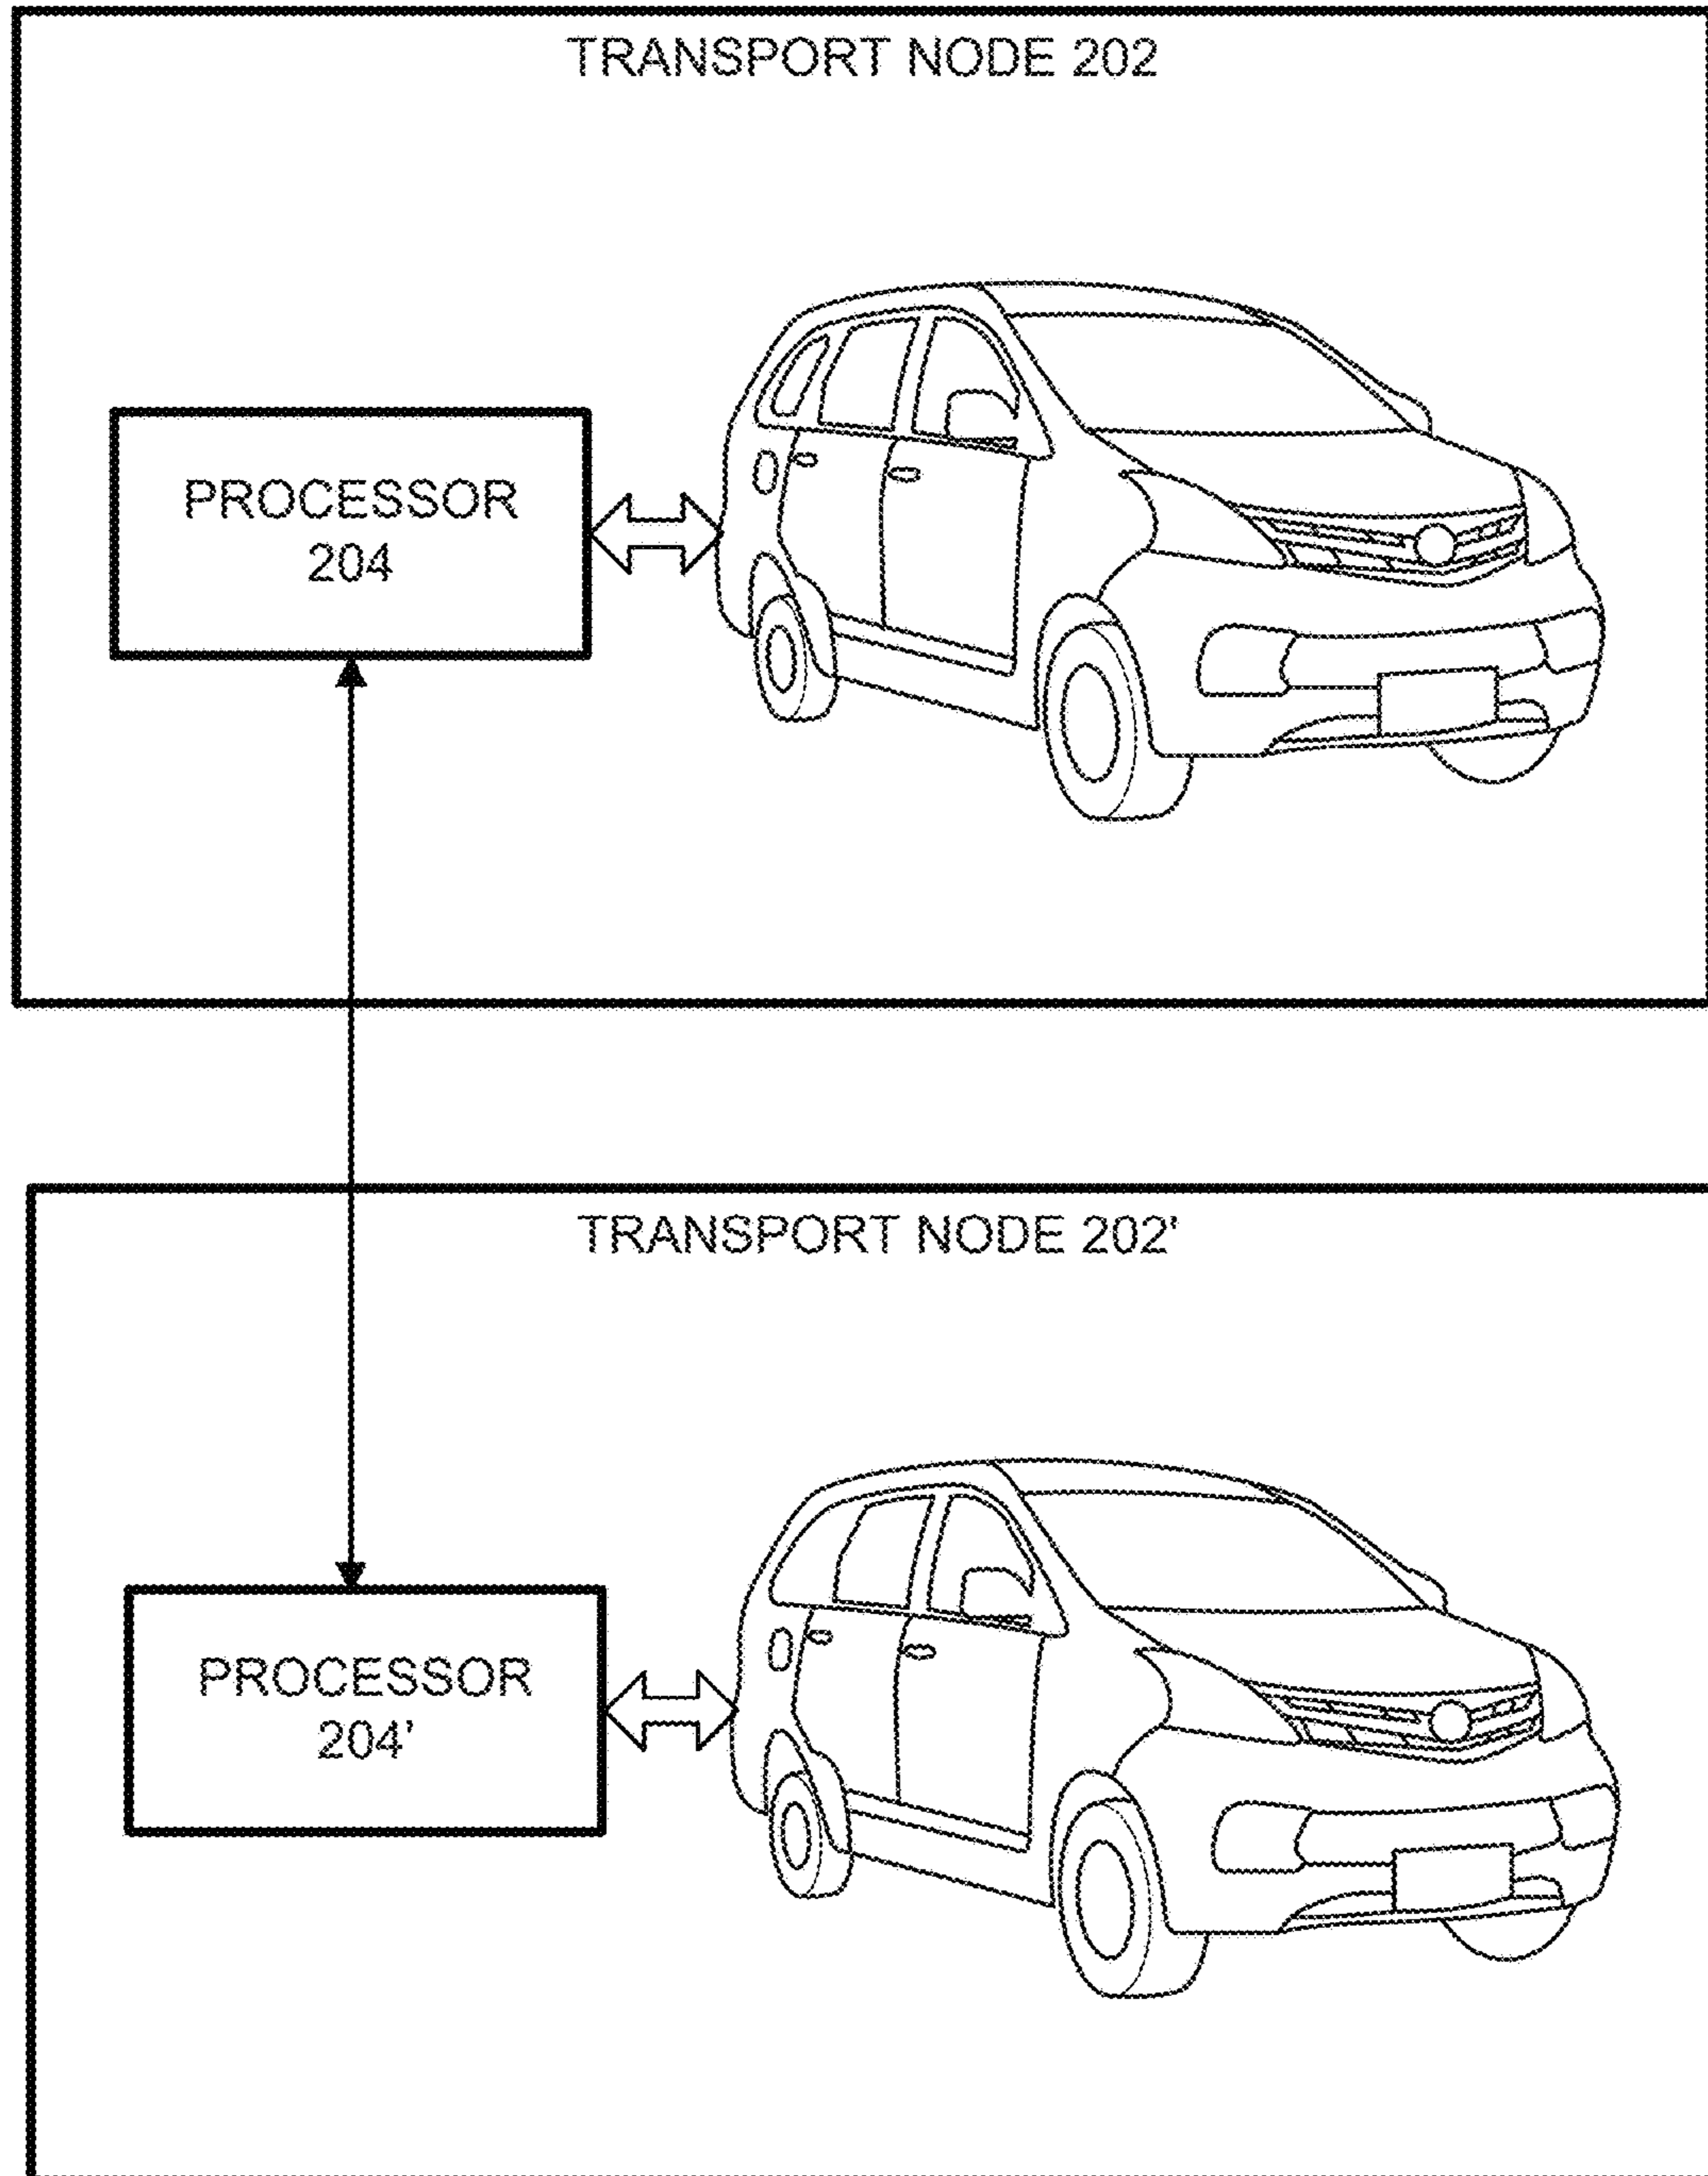 TRANSPORT NODE 202
PROCESSOR
204
TRANSPORT NODE 202'
PROCESSOR
204'